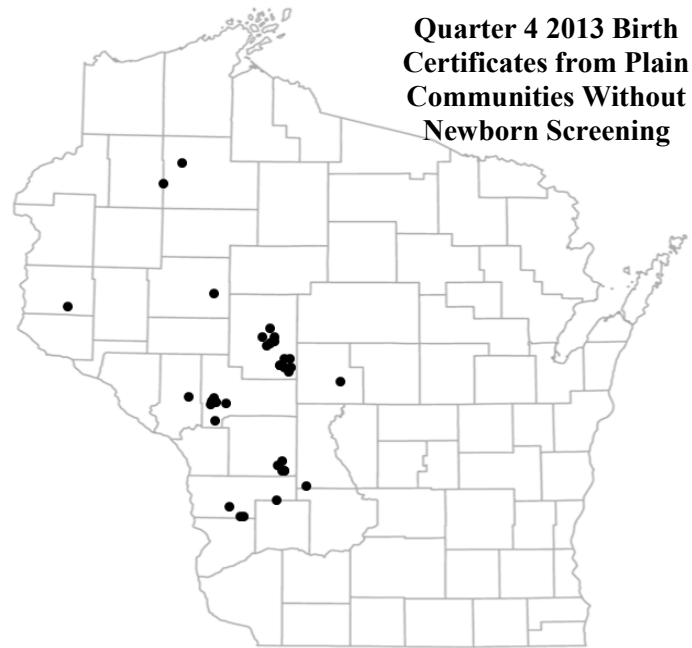 Quarter 4 2013 Birth
Certificates from Plain
Communities Without
Newborn Screening